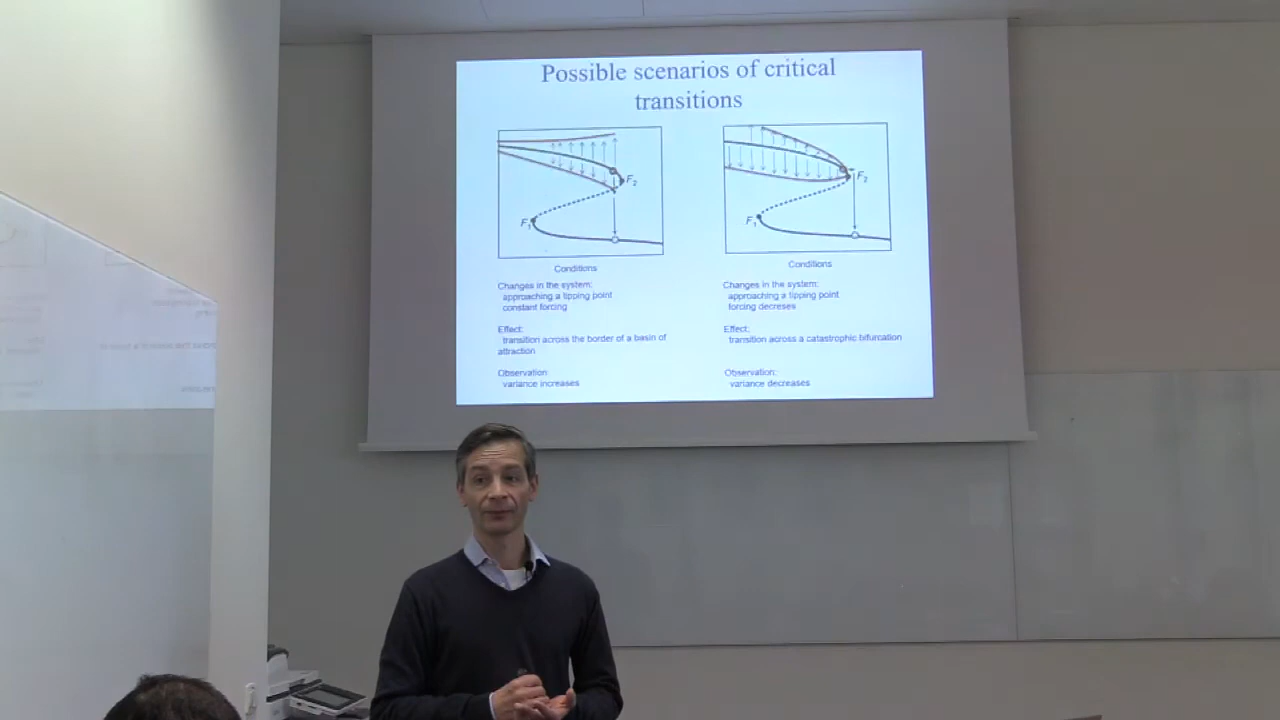 Possible scenarios of critical
transitions
F₂
F₁
Conditions
Changes in the system:
approaching a tipping point
constant forcing
Effect:
transition across the border of a basin of
attraction
Observation:
variance increases
F₂
F₁
Conditions
Changes in the system:
approaching a tipping point
forcing decreses
Effect:
transition across a catastrophic bifurcation
Observation:
variance decreases